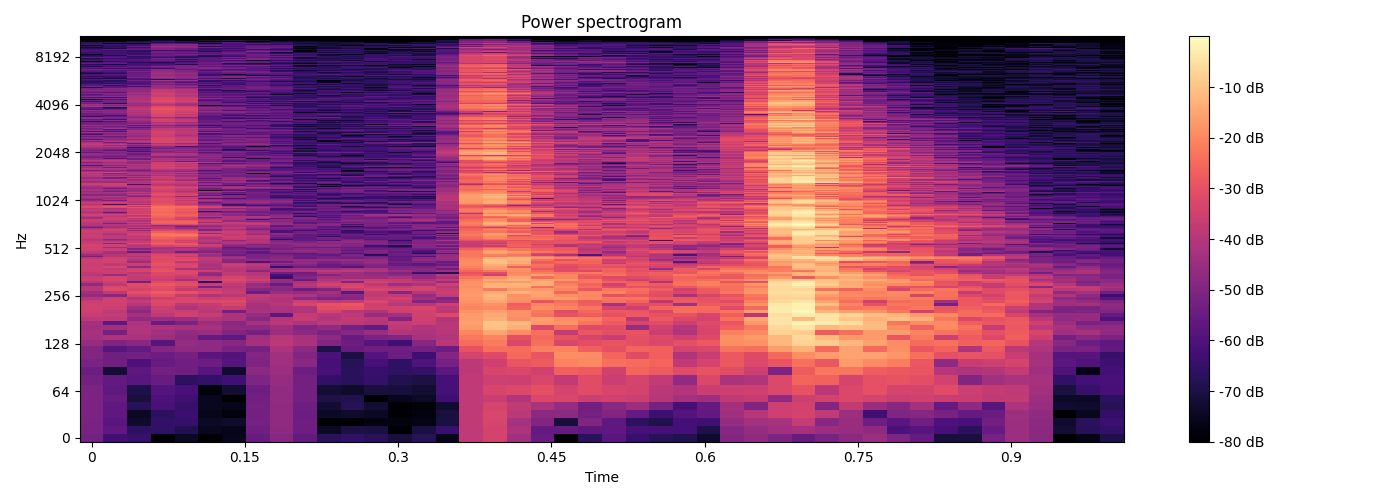 Power spectrogram
8192
4096
2048
1024
512
256
128
64
0
Hz
0 0.15 0.3 0.45 0.6 0.75 0.9
Time
-10 dB
-20 dB
-30 dB
-40 dB
-50 dB
-60 dB
-70 dB
-80 dB